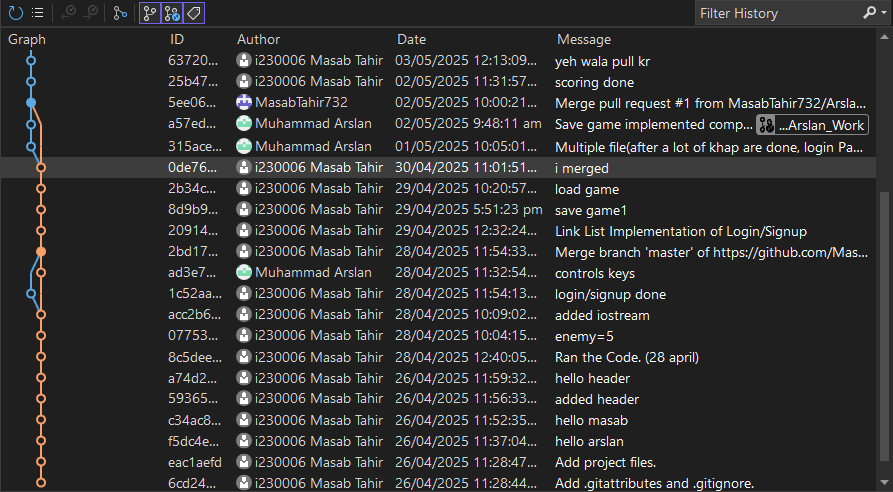 Filter History
Graph ID Author Date Message
63720... i230006 Masab Tahir 03/05/2025 12:13:09... yeh wala pull kr
25b47... i230006 Masab Tahir 02/05/2025 11:31:57... scoring done
5ee06... MasabTahir732 02/05/2025 10:00:21... Merge pull request #1 from MasabTahir732/Arsla...
a57ed... Muhammad Arslan 02/05/2025 9:48:11 am Save game implemented comp... ...Arslan_Work
315ace... Muhammad Arslan 01/05/2025 10:05:01... Multiple file(after a lot of khap are done, login Pa...
0de76... i230006 Masab Tahir 30/04/2025 11:01:51... i merged
2b34c... i230006 Masab Tahir 29/04/2025 10:20:57... load game
8d9b9... i230006 Masab Tahir 29/04/2025 5:51:23 pm save game1
20914... i230006 Masab Tahir 29/04/2025 12:32:24... Link List Implementation of Login/Signup
2bd17... i230006 Masab Tahir 28/04/2025 11:54:33... Merge branch 'master' of https://github.com/Mas...
ad3e7... Muhammad Arslan 28/04/2025 11:32:54... controls keys
1c52aa... i230006 Masab Tahir 28/04/2025 11:54:13... login/signup done
acc2b6... i230006 Masab Tahir 28/04/2025 10:09:02... added iostream
07753... i230006 Masab Tahir 28/04/2025 10:04:15... enemy=5
8c5dee... i230006 Masab Tahir 28/04/2025 12:40:05... Ran the Code. (28 april)
a74d2... i230006 Masab Tahir 26/04/2025 11:59:32... hello header
59365... i230006 Masab Tahir 26/04/2025 11:56:33... added header
c34ac8... i230006 Masab Tahir 26/04/2025 11:52:35... hello masab
f5dc4e... i230006 Masab Tahir 26/04/2025 11:37:04... hello arslan
eac1aefd i230006 Masab Tahir 26/04/2025 11:28:47... Add project files.
6cd24... i230006 Masab Tahir 26/04/2025 11:28:44... Add .gitattributes and .gitignore.